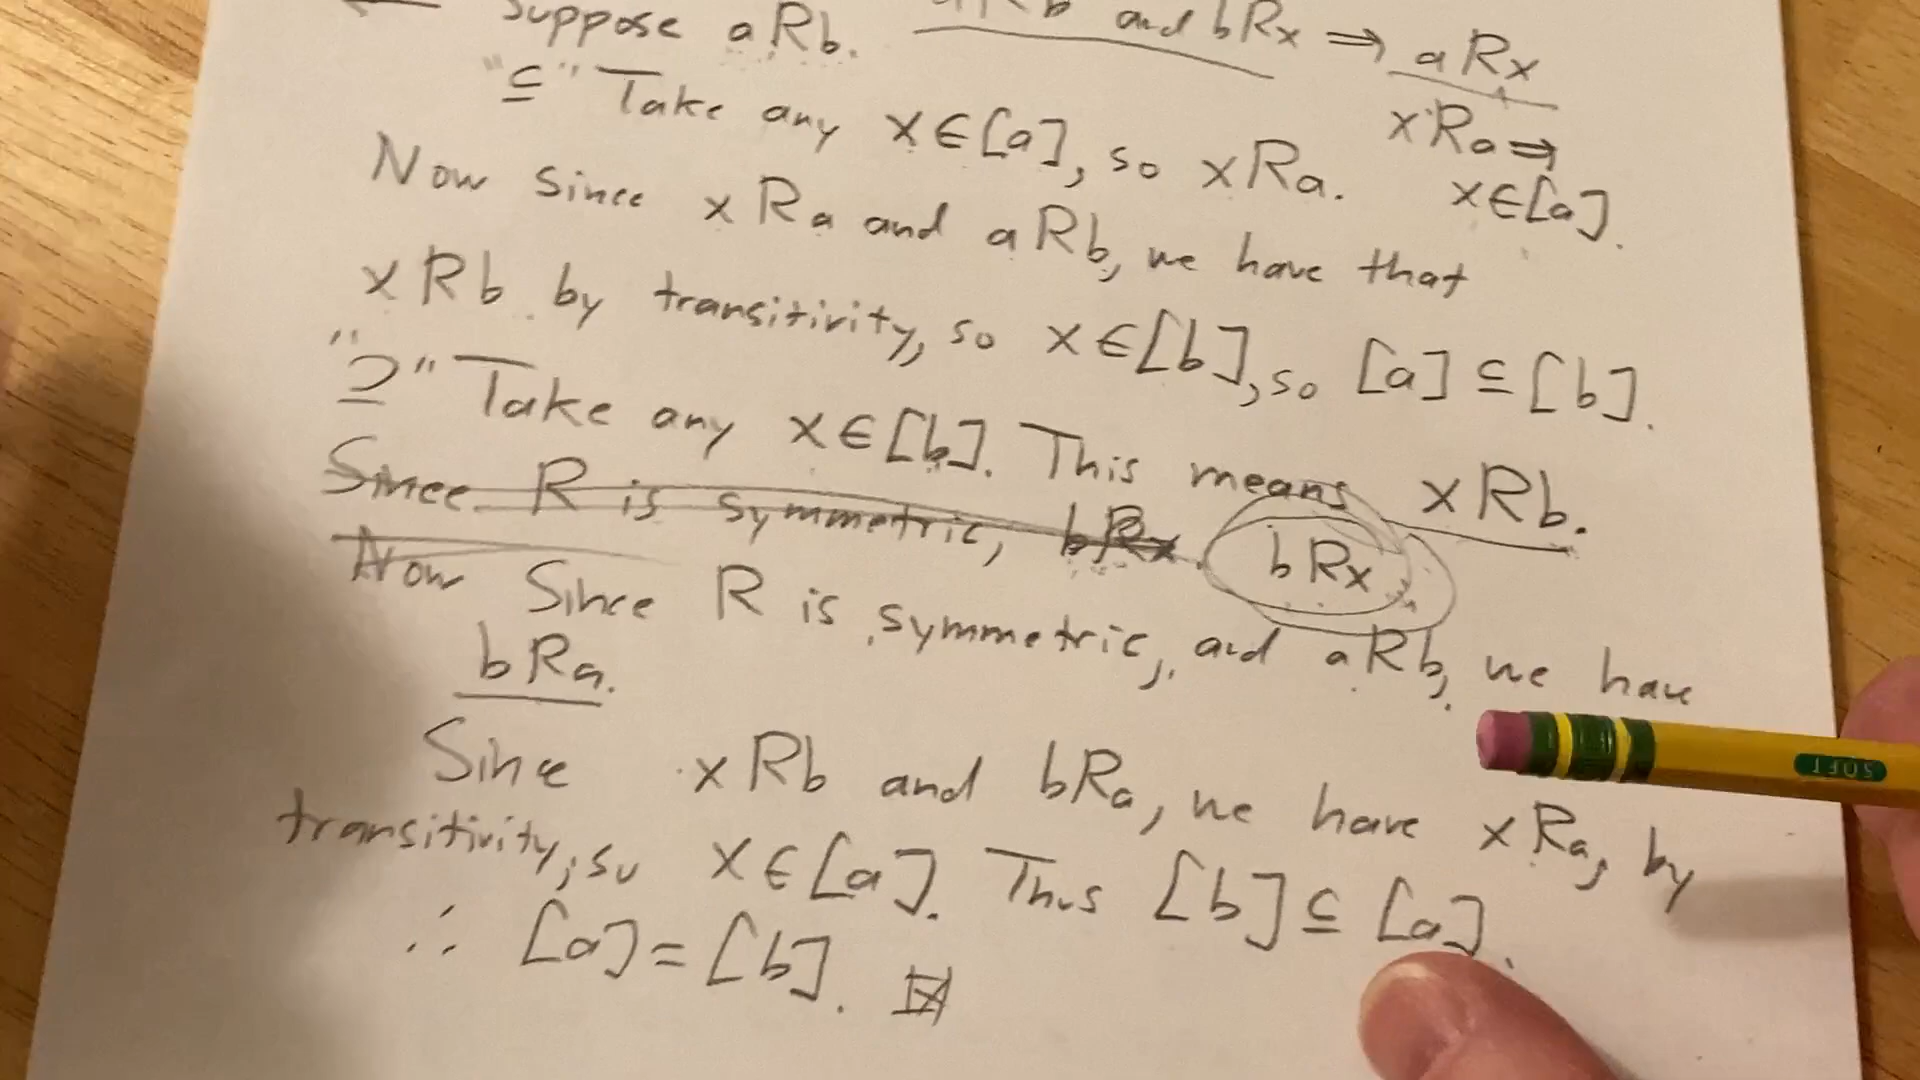 Suppose aRb. aRb and bRx ⇒ aRx
"⊆" Take any x∈[a], so xRa. xRa ⇒
x∈[a].
Now since xRa and aRb, we have that
xRb by transitivity, so x∈[b], so [a] ⊆ [b].
"⊇" Take any x∈[b]. This means xRb.
Since R is symmetric, bRx. bRx.
Now Since R is symmetric, and aRb, we have
bRa.
Since xRb and bRa, we have xRa, by
transitivity, so x∈[a]. Thus [b] ⊆ [a].
∴ [a] = [b].
SOFT